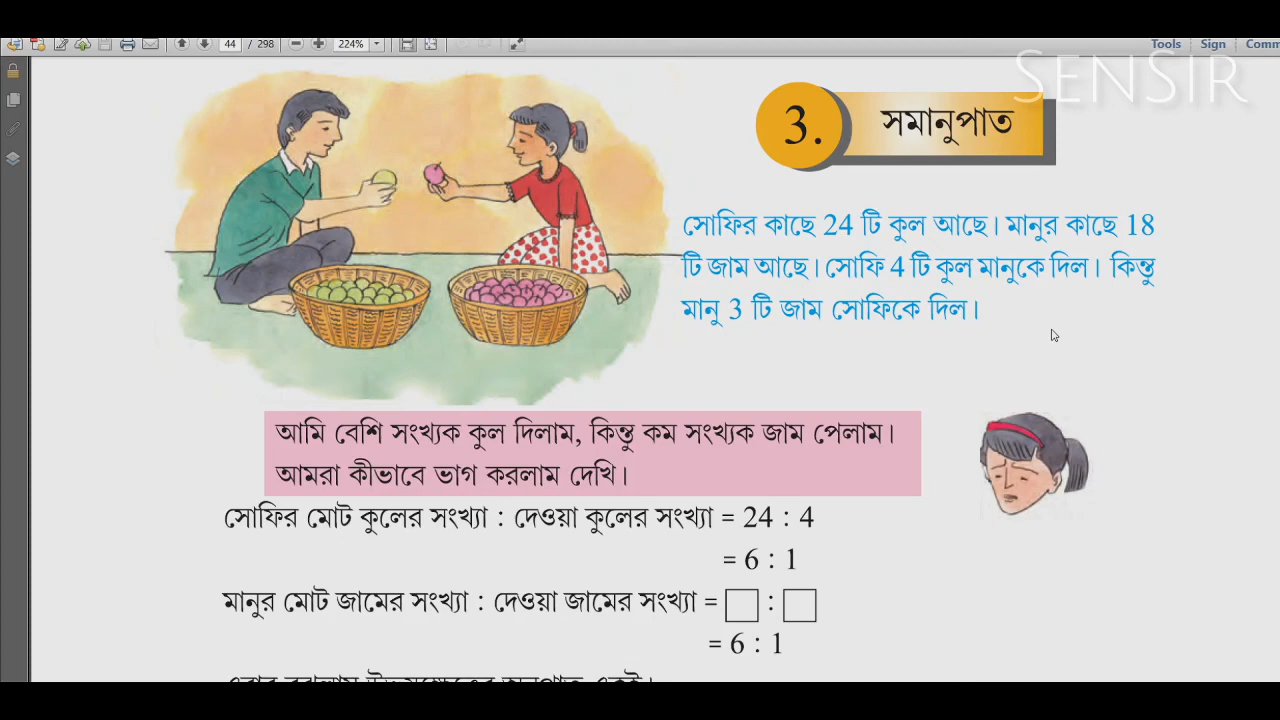 44 / 298
224%
Tools Sign Comm
SENSIR
3. সমানুপাত
সোফির কাছে 24 টি কুল আছে। মানুর কাছে 18
টি জাম আছে। সোফি 4 টি কুল মানুকে দিল। কিন্তু
মানু 3 টি জাম সোফিকে দিল।
আমি বেশি সংখ্যক কুল দিলাম, কিন্তু কম সংখ্যক জাম পেলাম।
আমরা কীভাবে ভাগ করলাম দেখি।
সোফির মোট কুলের সংখ্যা : দেওয়া কুলের সংখ্যা = 24 : 4
= 6 : 1
মানুর মোট জামের সংখ্যা : দেওয়া জামের সংখ্যা = □ : □
= 6 : 1